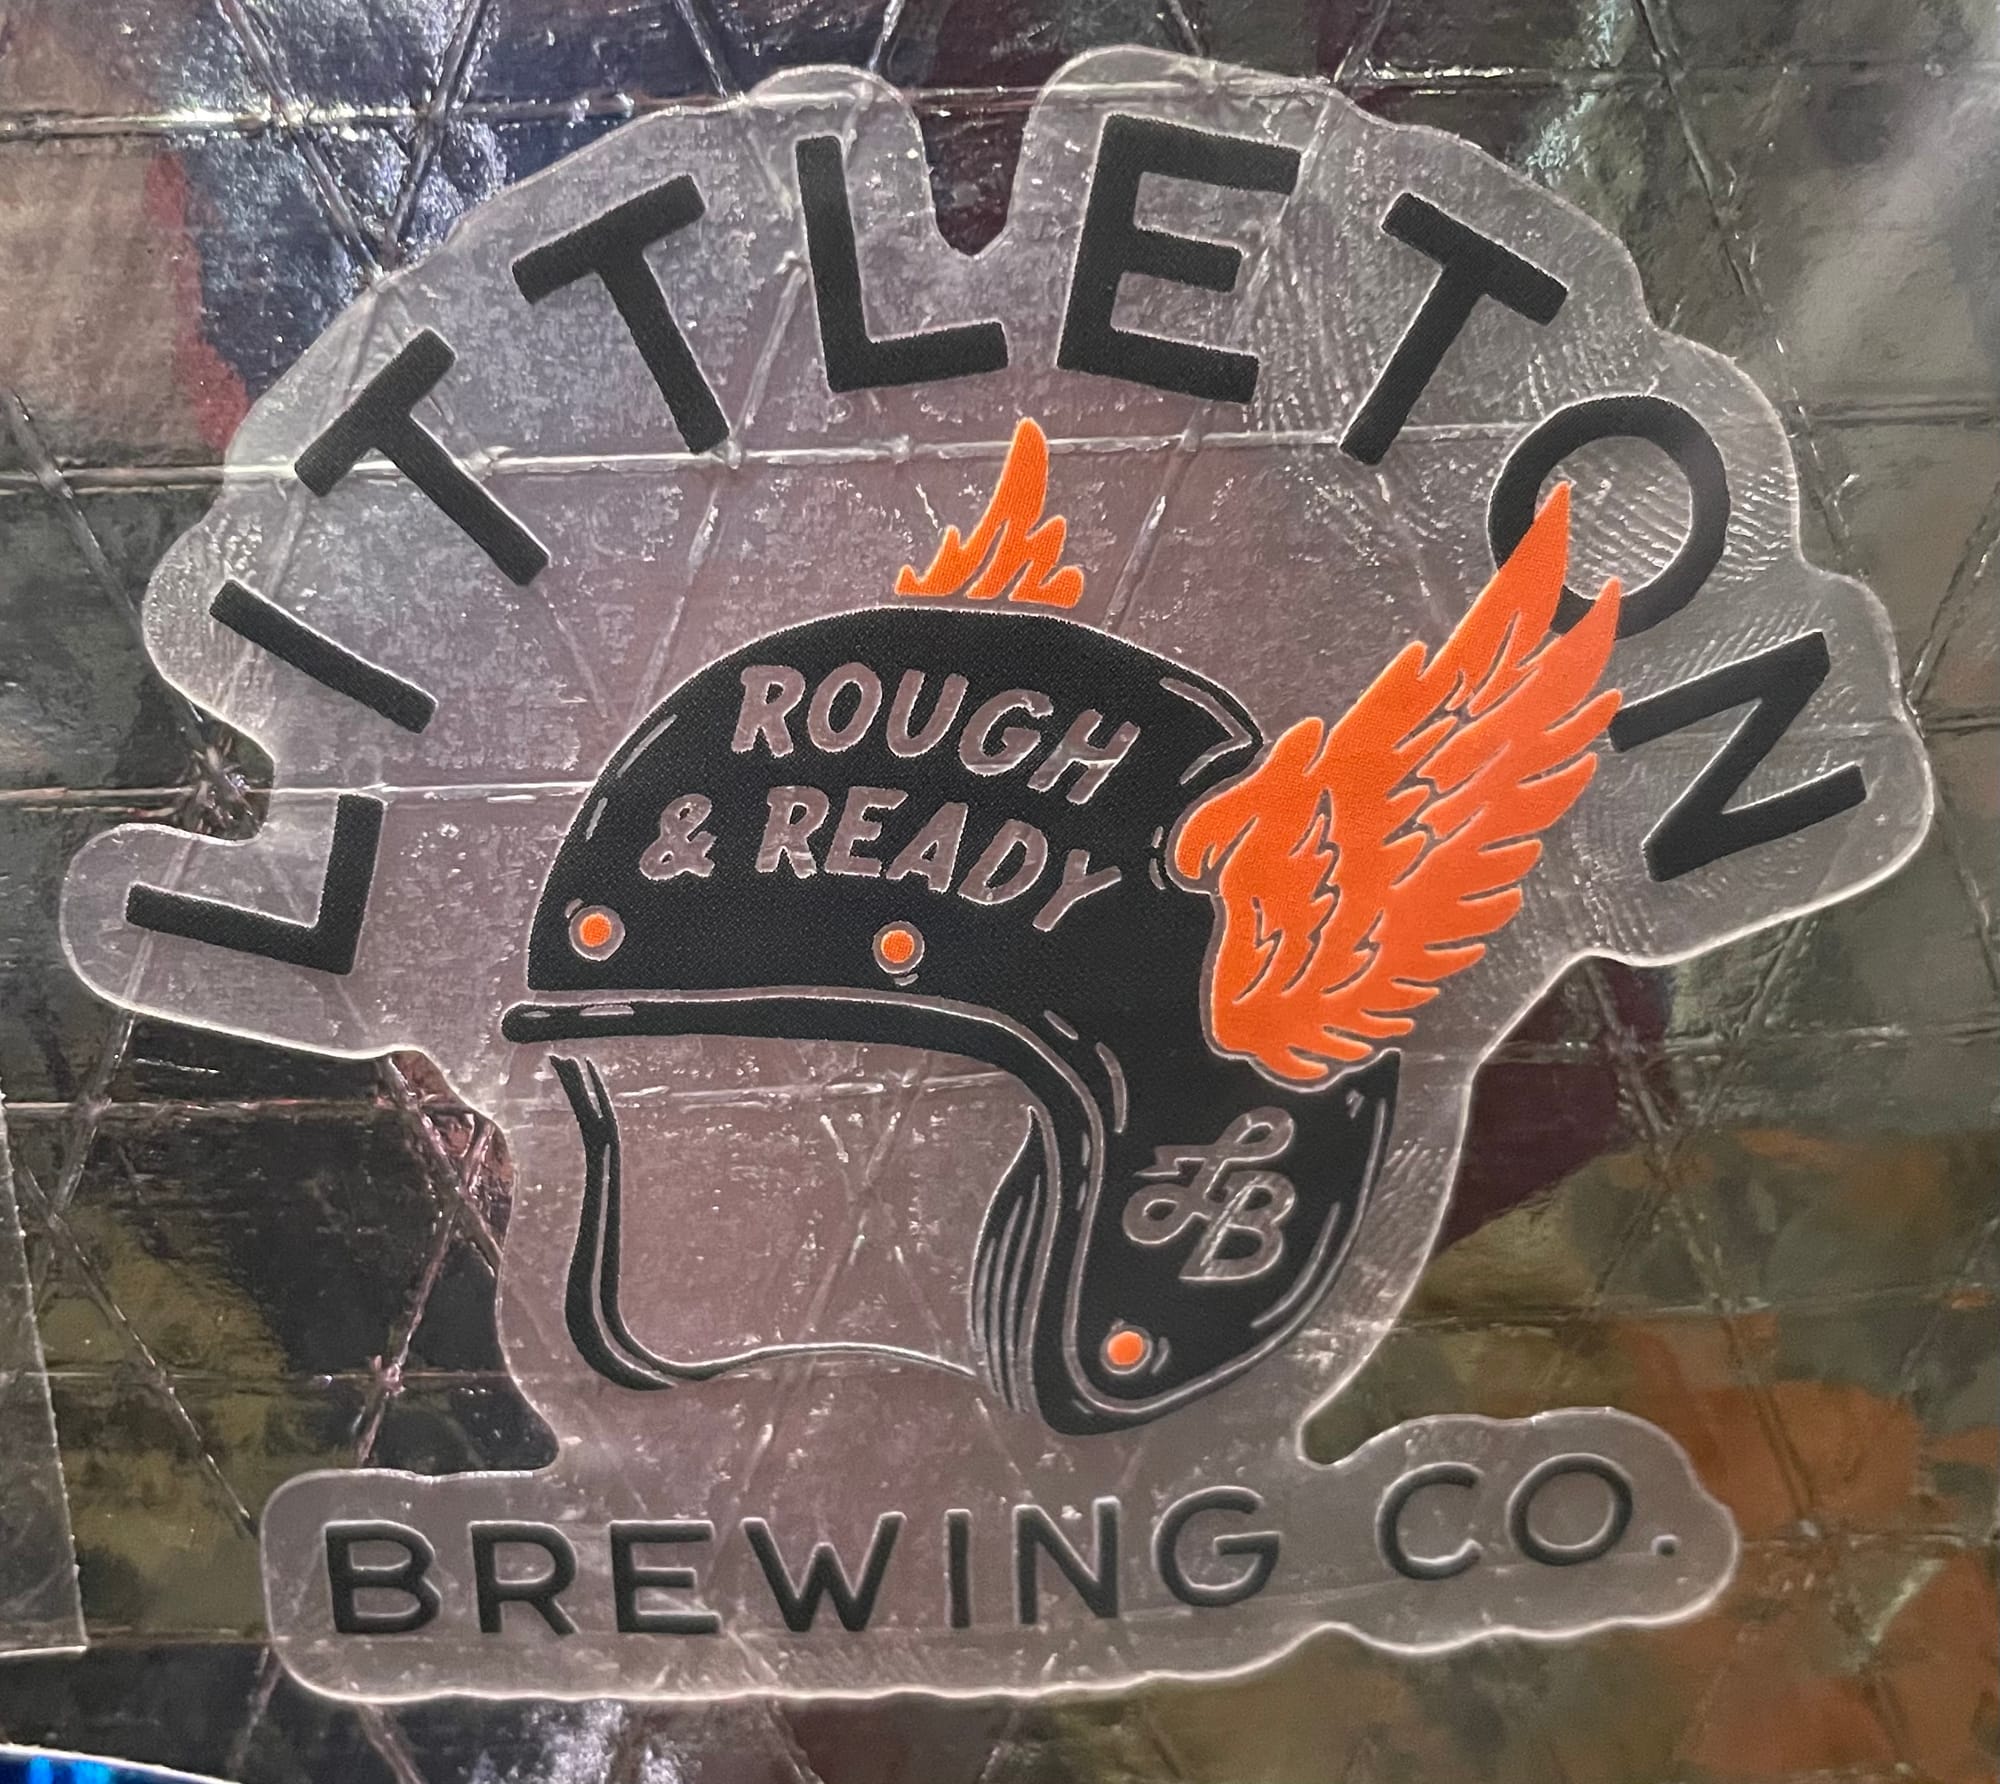 LITTLETON
ROUGH
& READY
LB
BREWING CO.